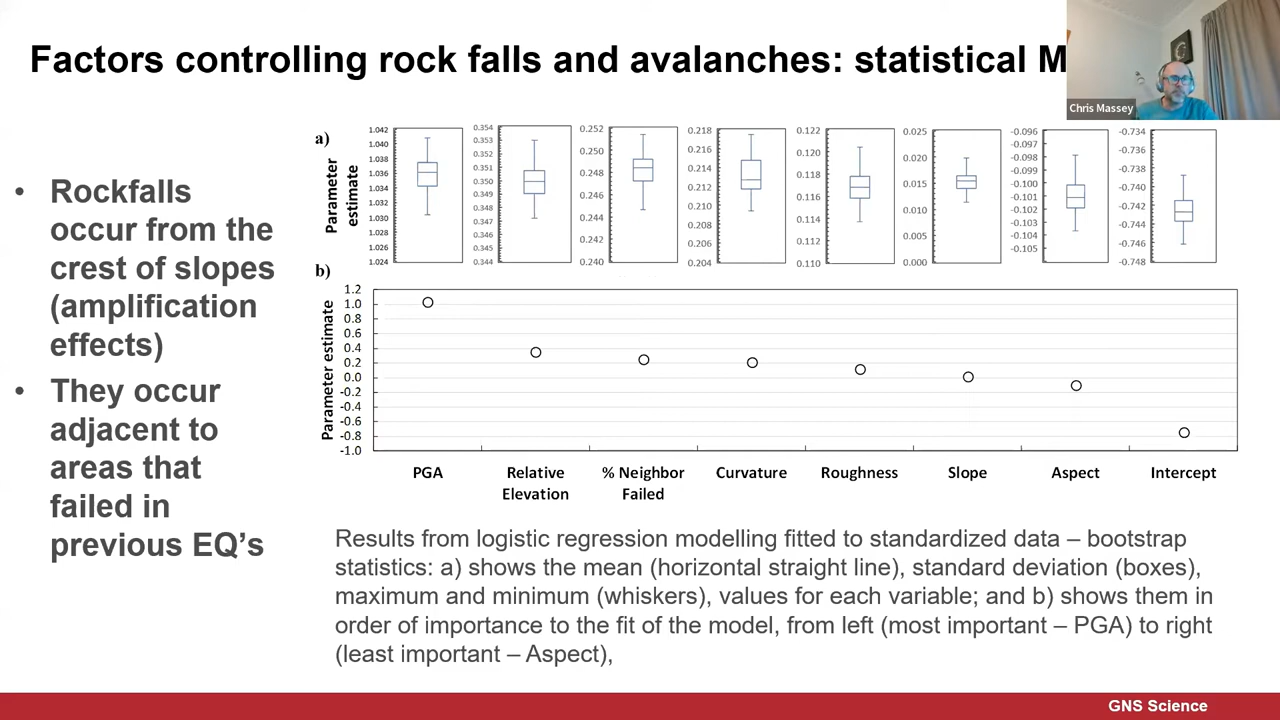 Factors controlling rock falls and avalanches: statistical M
Chris Massey
• Rockfalls
occur from the
crest of slopes
(amplification
effects)
• They occur
adjacent to
areas that
failed in
previous EQ's
a)
Parameter
estimate
1.042
1.040
1.038
1.036
1.034
1.032
1.030
1.028
1.026
1.024
0.354
0.353
0.352
0.351
0.350
0.349
0.348
0.347
0.346
0.345
0.344
0.252
0.250
0.248
0.246
0.244
0.242
0.240
0.218
0.216
0.214
0.212
0.210
0.208
0.206
0.204
0.122
0.120
0.118
0.116
0.114
0.112
0.110
0.025
0.020
0.015
0.010
0.005
0.000
-0.096
-0.097
-0.098
-0.099
-0.100
-0.101
-0.102
-0.103
-0.104
-0.105
-0.734
-0.736
-0.738
-0.740
-0.742
-0.744
-0.746
-0.748
b)
Parameter estimate
1.2
1.0
0.8
0.6
0.4
0.2
0.0
-0.2
-0.4
-0.6
-0.8
-1.0
PGA
Relative
Elevation
% Neighbor
Failed
Curvature
Roughness
Slope
Aspect
Intercept
Results from logistic regression modelling fitted to standardized data – bootstrap
statistics: a) shows the mean (horizontal straight line), standard deviation (boxes),
maximum and minimum (whiskers), values for each variable; and b) shows them in
order of importance to the fit of the model, from left (most important – PGA) to right
(least important – Aspect),
GNS Science